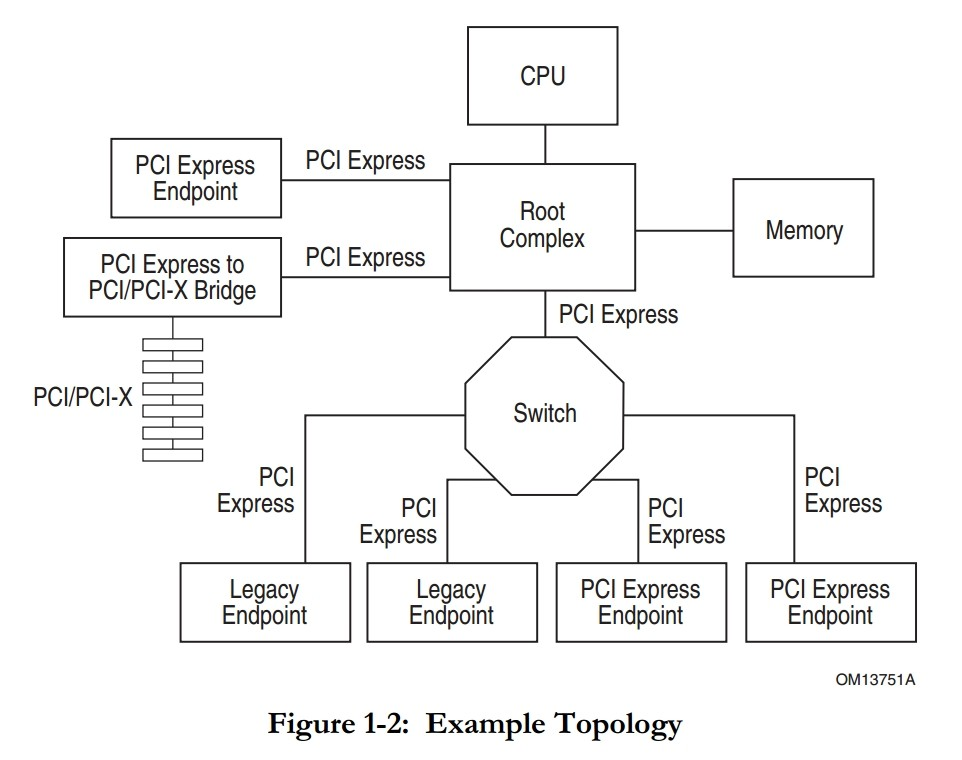 CPU
PCI Express
Endpoint
PCI Express
Root
Complex
Memory
PCI Express to
PCI/PCI-X Bridge
PCI Express
PCI Express
PCI/PCI-X
Switch
PCI
Express
PCI
Express
PCI
Express
PCI
Express
Legacy
Endpoint
Legacy
Endpoint
PCI Express
Endpoint
PCI Express
Endpoint
OM13751A
Figure 1-2: Example Topology